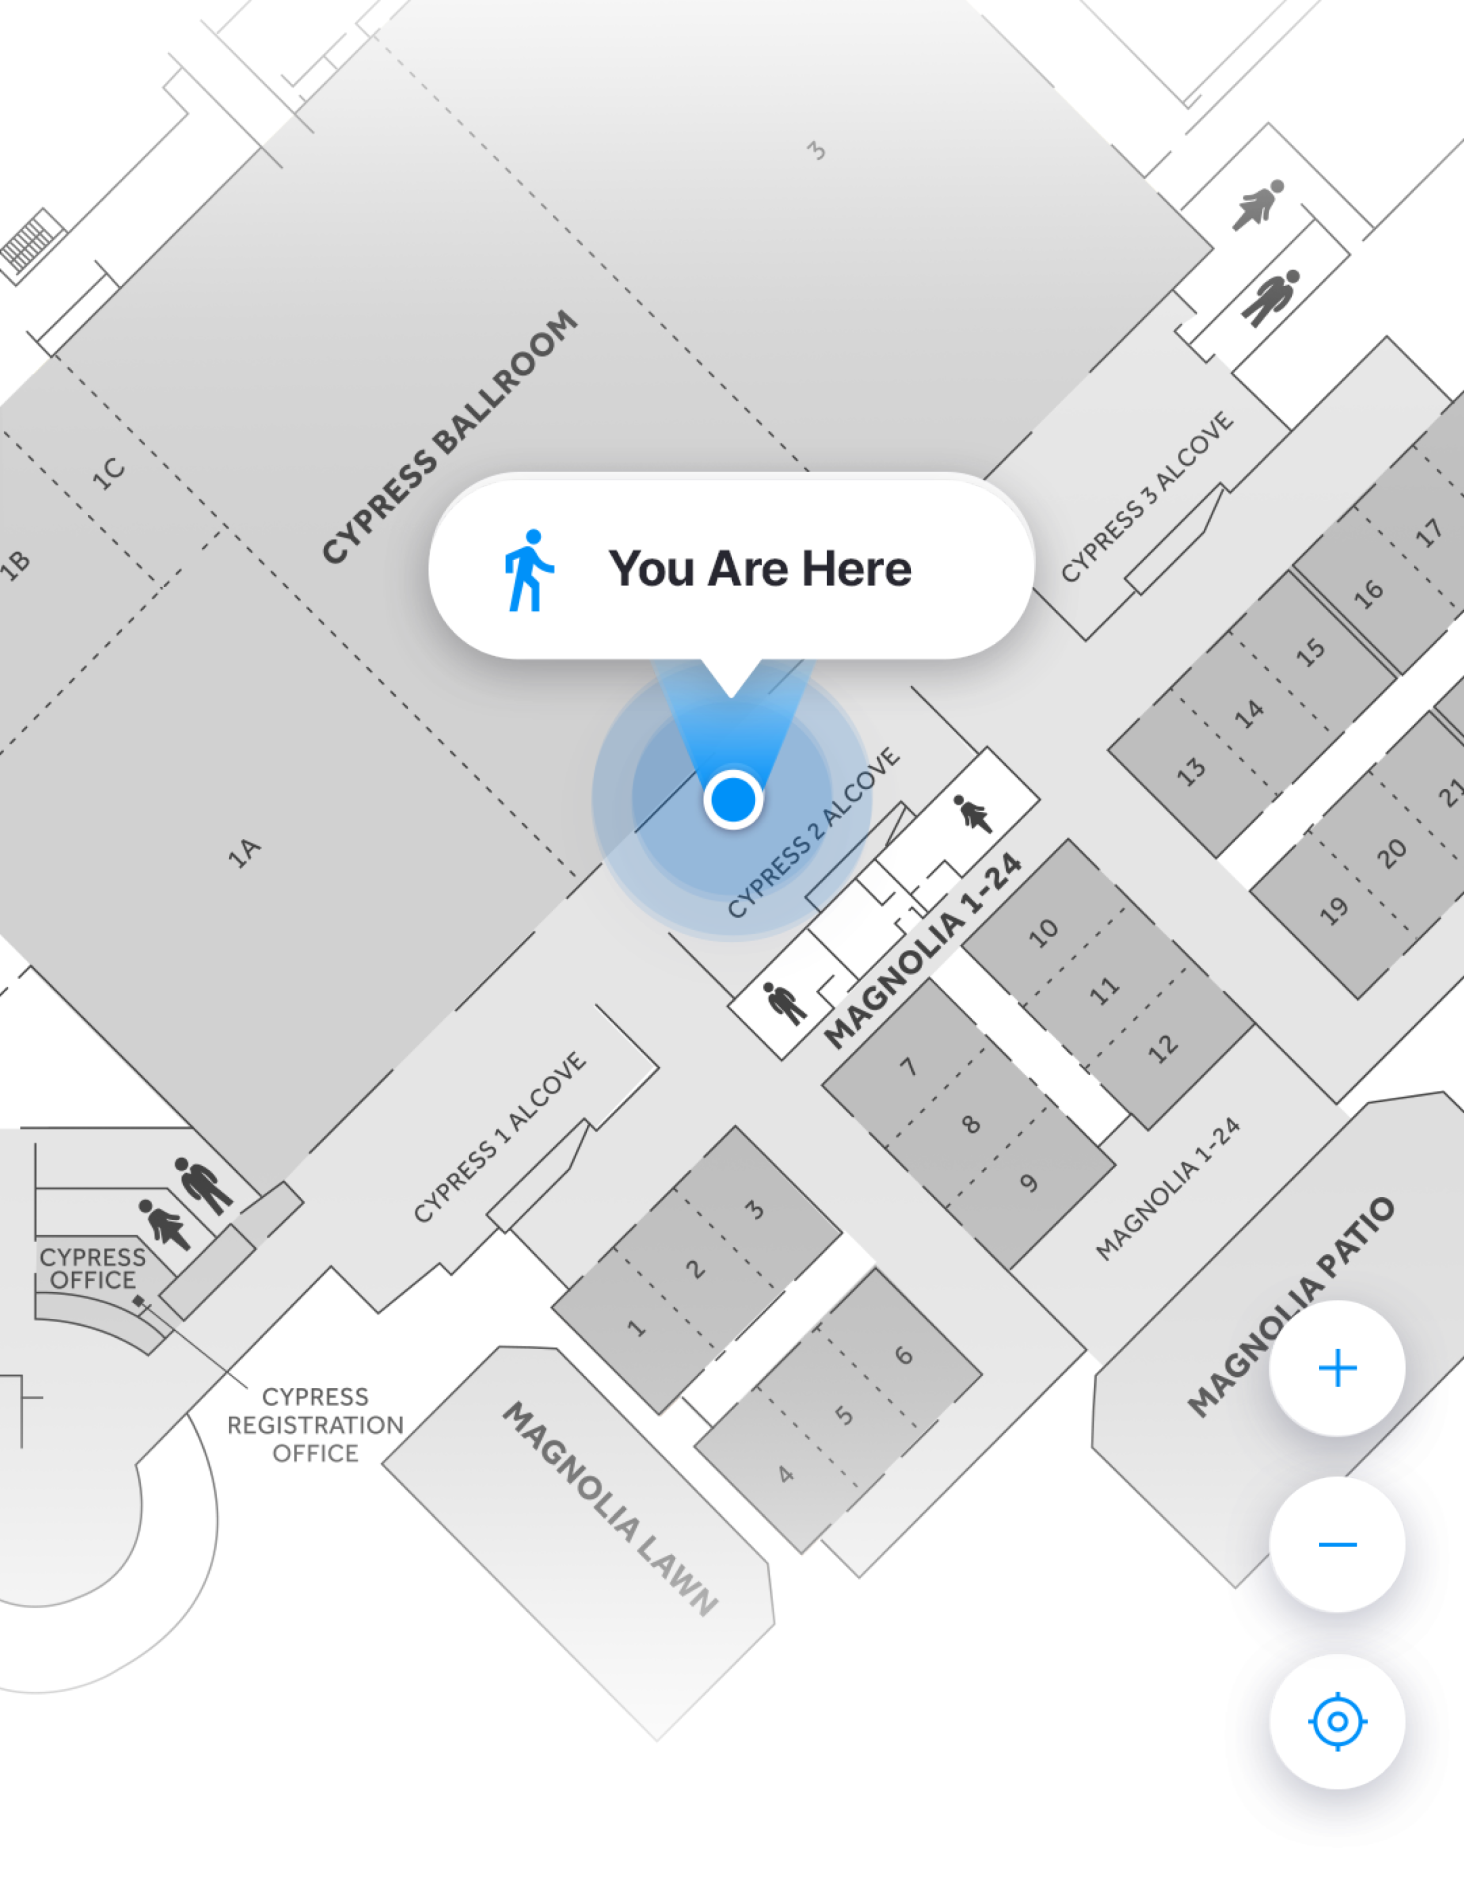 3
CYPRESS BALLROOM
1C
1B
1A
You Are Here
CYPRESS 3 ALCOVE
17
16
15
14
13
21
20
19
CYPRESS 2 ALCOVE
MAGNOLIA 1-24
10
11
12
7
8
9
CYPRESS 1 ALCOVE
MAGNOLIA 1-24
3
2
1
6
5
4
CYPRESS
OFFICE
CYPRESS
REGISTRATION
OFFICE
MAGNOLIA PATIO
MAGNOLIA LAWN